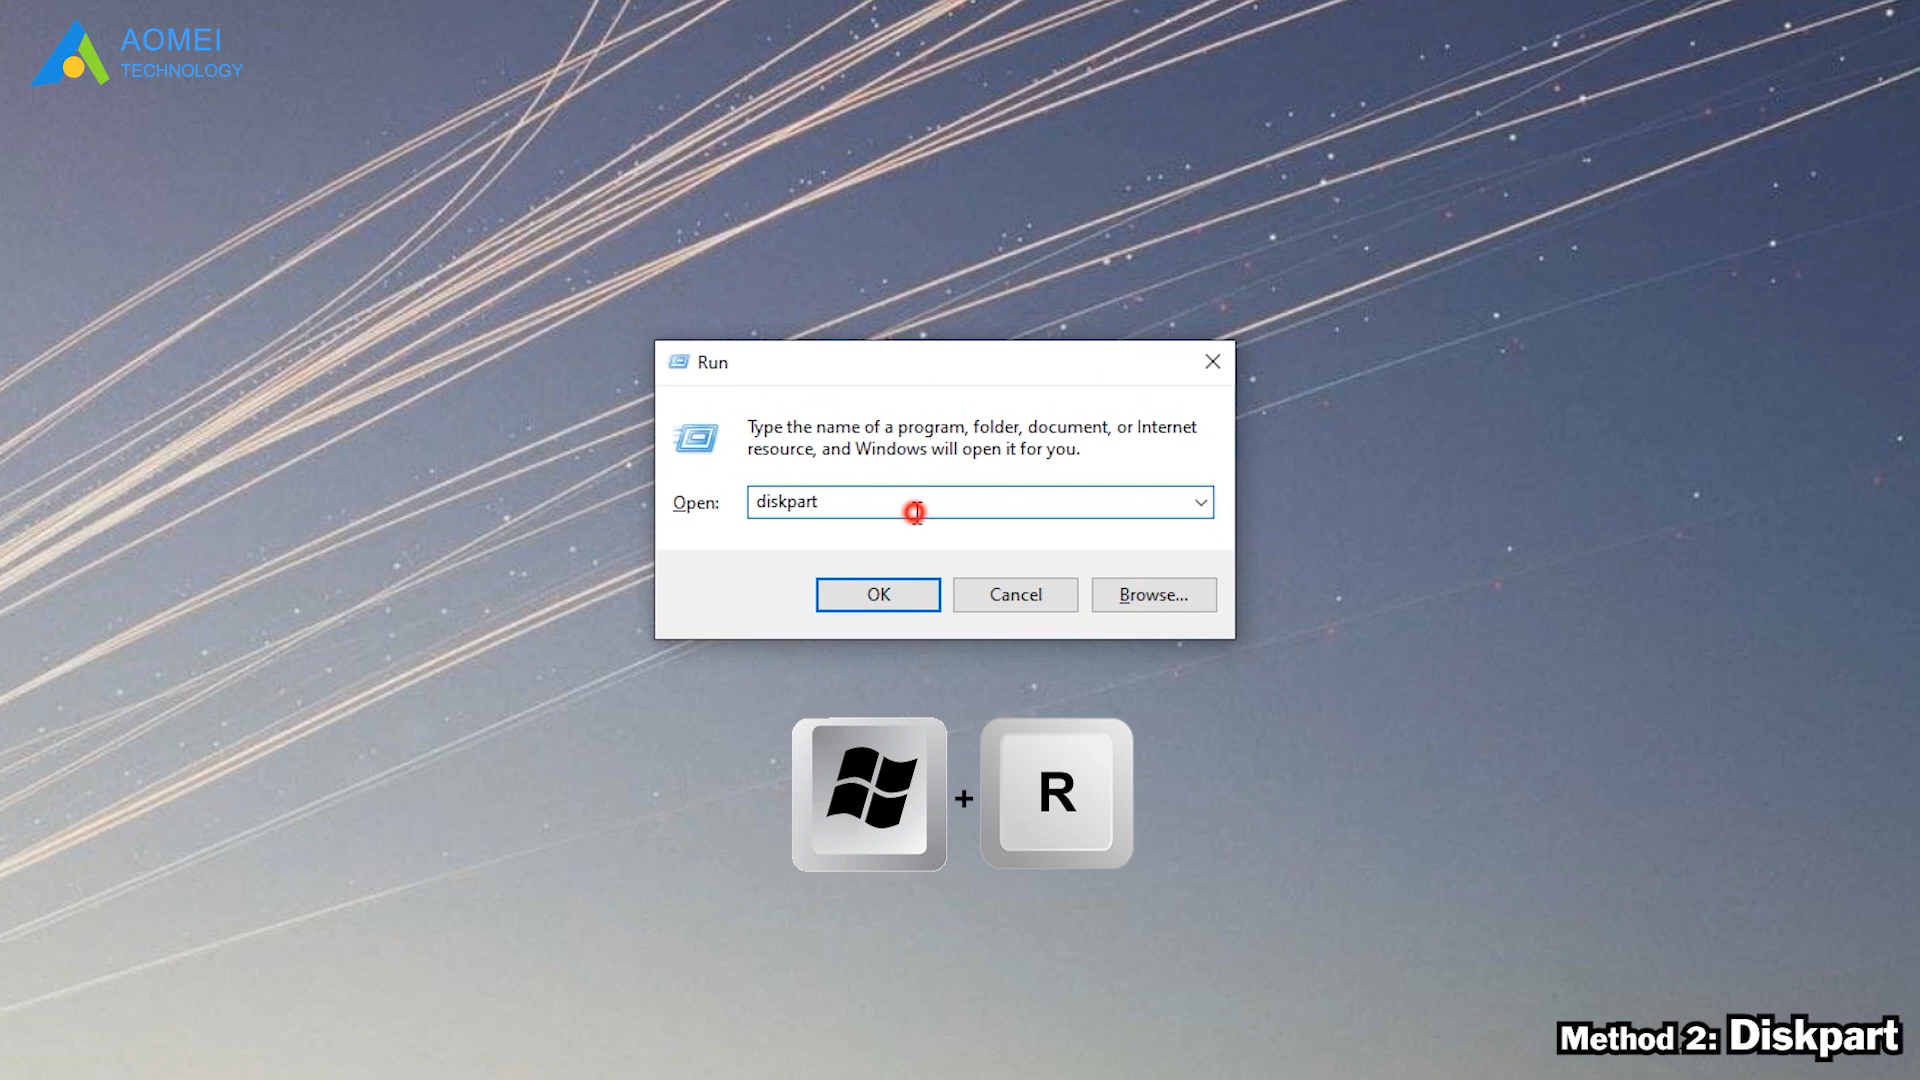 AOMEI
TECHNOLOGY
Run
Type the name of a program, folder, document, or Internet
resource, and Windows will open it for you.
Open: diskpart
OK Cancel Browse...
+ R
Method 2: Diskpart